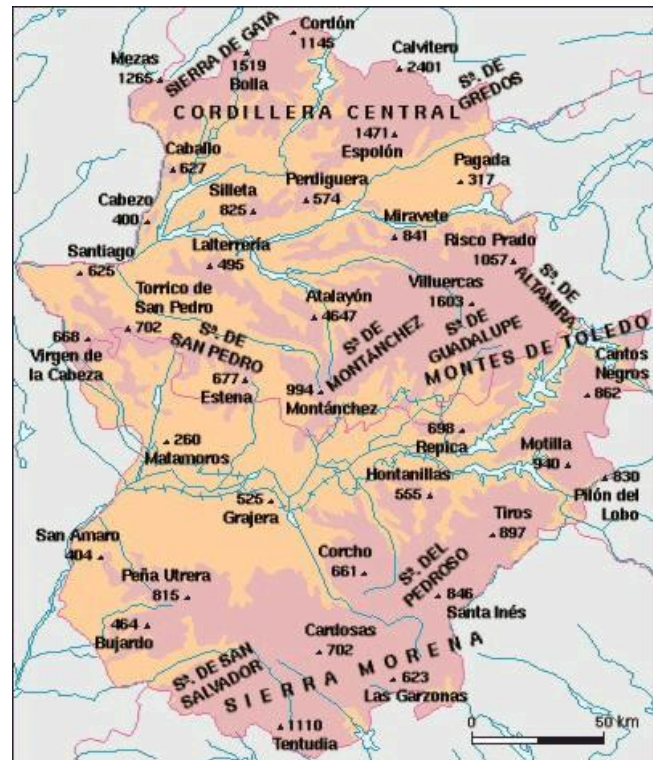 Cordón
1145
Mezas
1265
SIERRA DE GATA
1519
Bolla
Calvitero
2401
Sª. DE
GREDOS
CORDILLERA CENTRAL
1471
Espolón
Caballo
627
Pagada
317
Silleta
825
Perdiguera
574
Cabezo
400
Miravete
841
Risco Prado
1057
Santiago
625
Lalterrería
495
Sª. DE
ALTAMIRA
Torrico de
San Pedro
702
Atalayón
4647
Villuercas
1603
Sª. DE
SAN PEDRO
Sª DE
MONTÁNCHEZ
Sª DE
GUADALUPE
MONTES DE TOLEDO
668
Virgen de
la Cabeza
677
Estena
994
Montánchez
Cantos
Negros
862
260
Matamoros
698
Repica
Motilla
940
830
Pilón del
Lobo
Hontanillas
555
525
Grajera
Tiros
897
San Amaro
404
Corcho
661
Sª. DEL
PEDROSO
Peña Utrera
815
846
Santa Inés
464
Bujardo
Cardosas
702
Sª. DE SAN
SALVADOR
SIERRA MORENA
623
Las Garzonas
1110
Tentudia
0 50 km